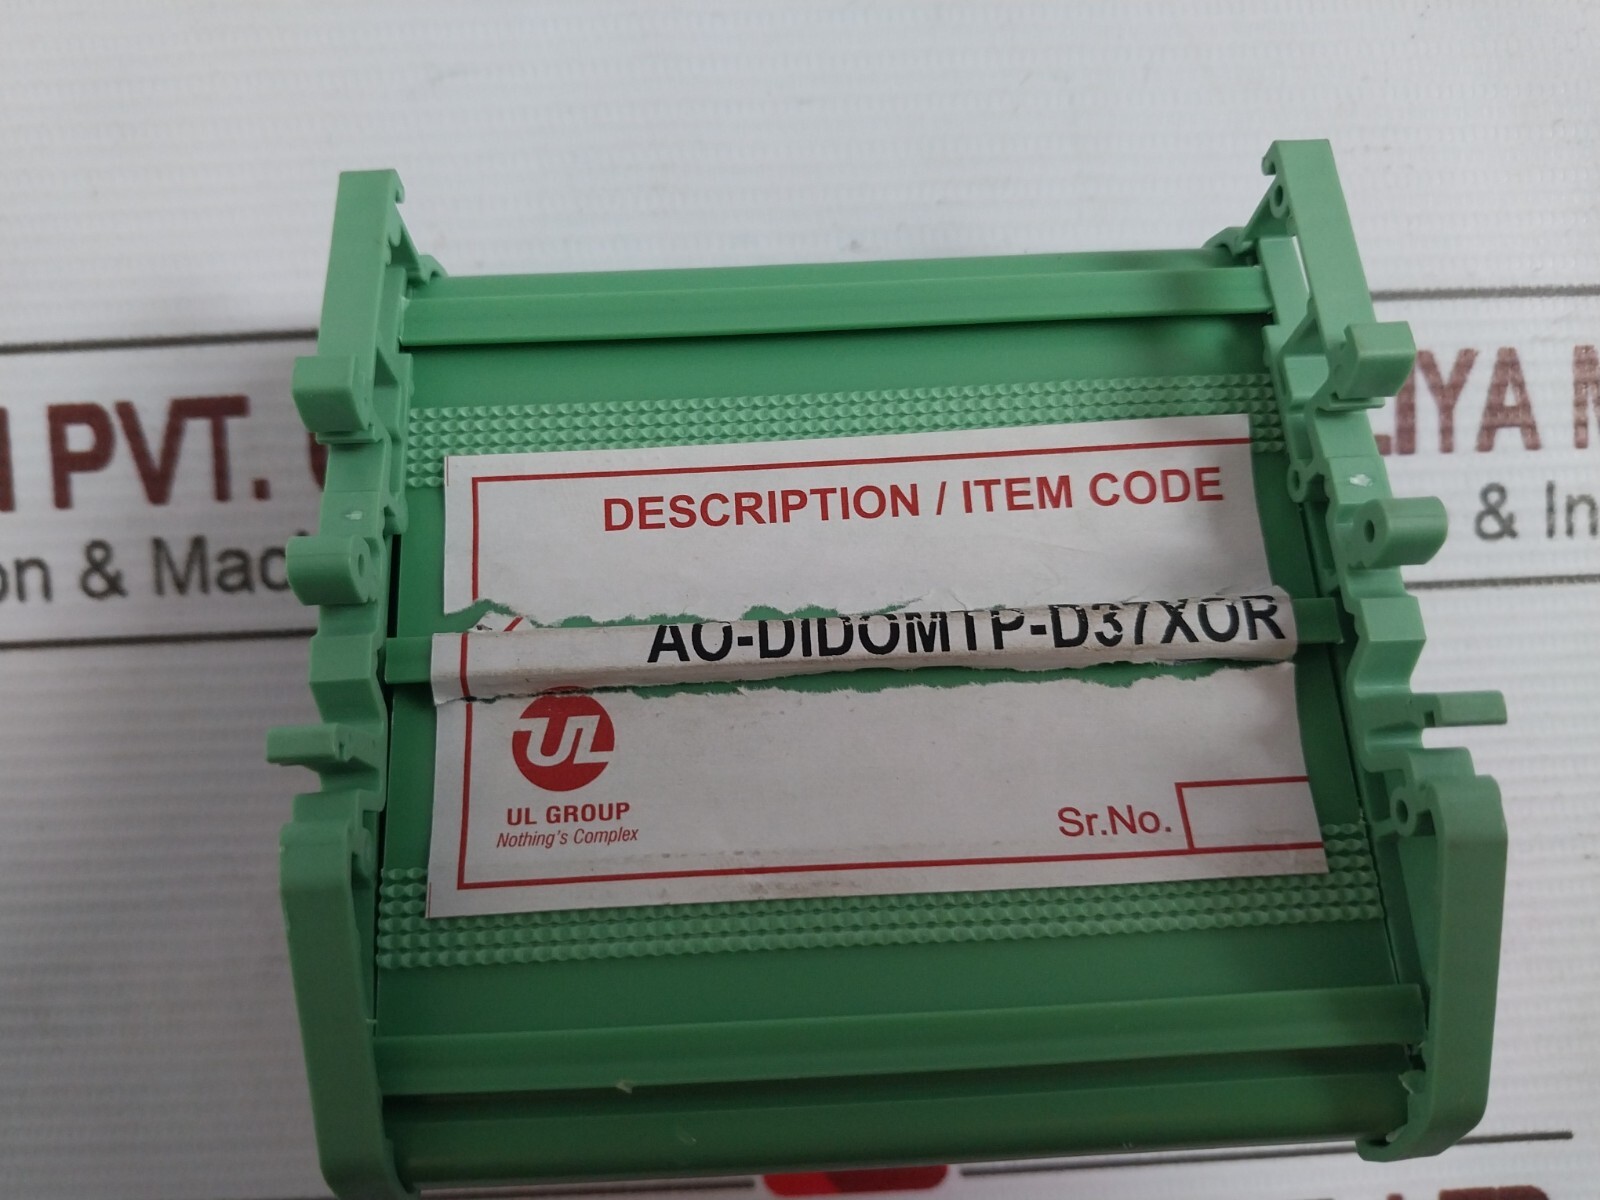 DESCRIPTION / ITEM CODE
AO-DIDOMTP-D37XOR
UL
UL GROUP
Nothing's Complex
Sr.No.
PVT.
on & Mac
LIYA M
& In